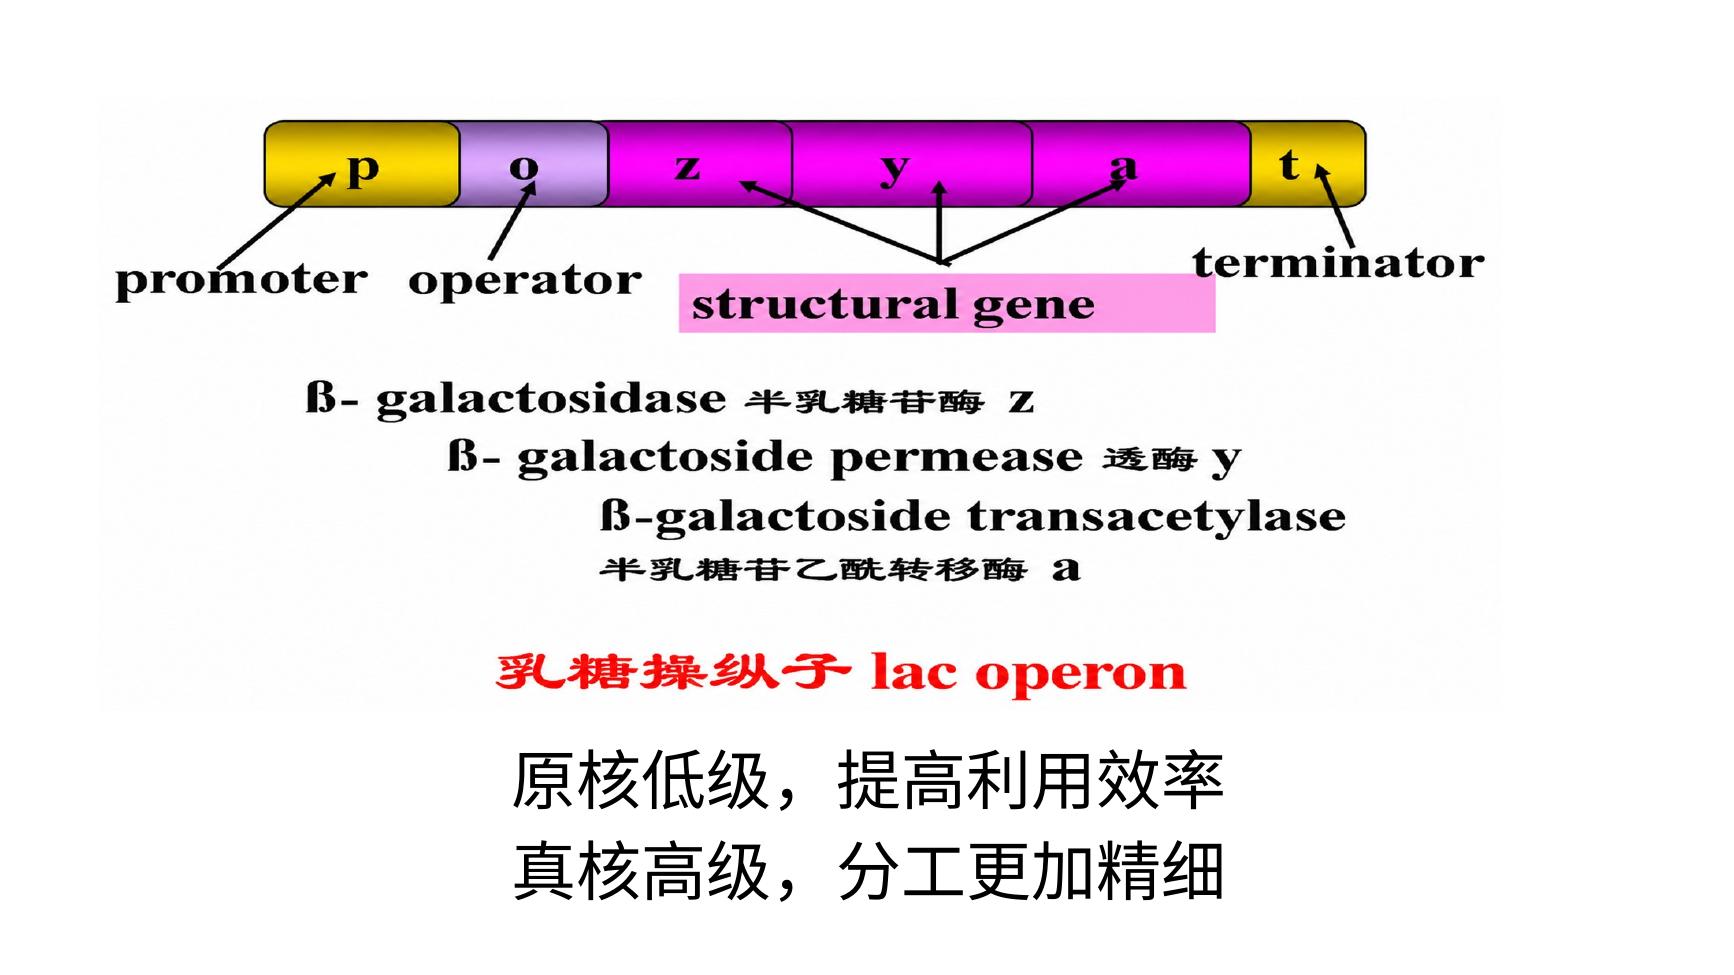 p o z y a t
promoter operator structural gene terminator
ß- galactosidase 半乳糖苷酶 z
ß- galactoside permease 透酶 y
ß-galactoside transacetylase
半乳糖苷乙酰转移酶 a
乳糖操纵子 lac operon
原核低级，提高利用效率
真核高级，分工更加精细